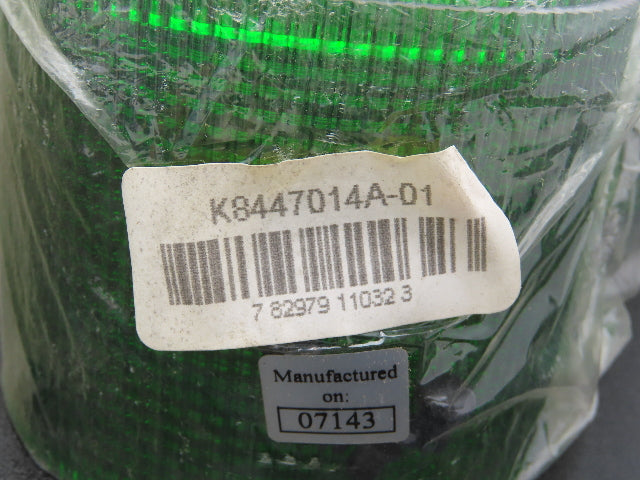 K8447014A-01
7 82979 11032 3
Manufactured
on:
07143